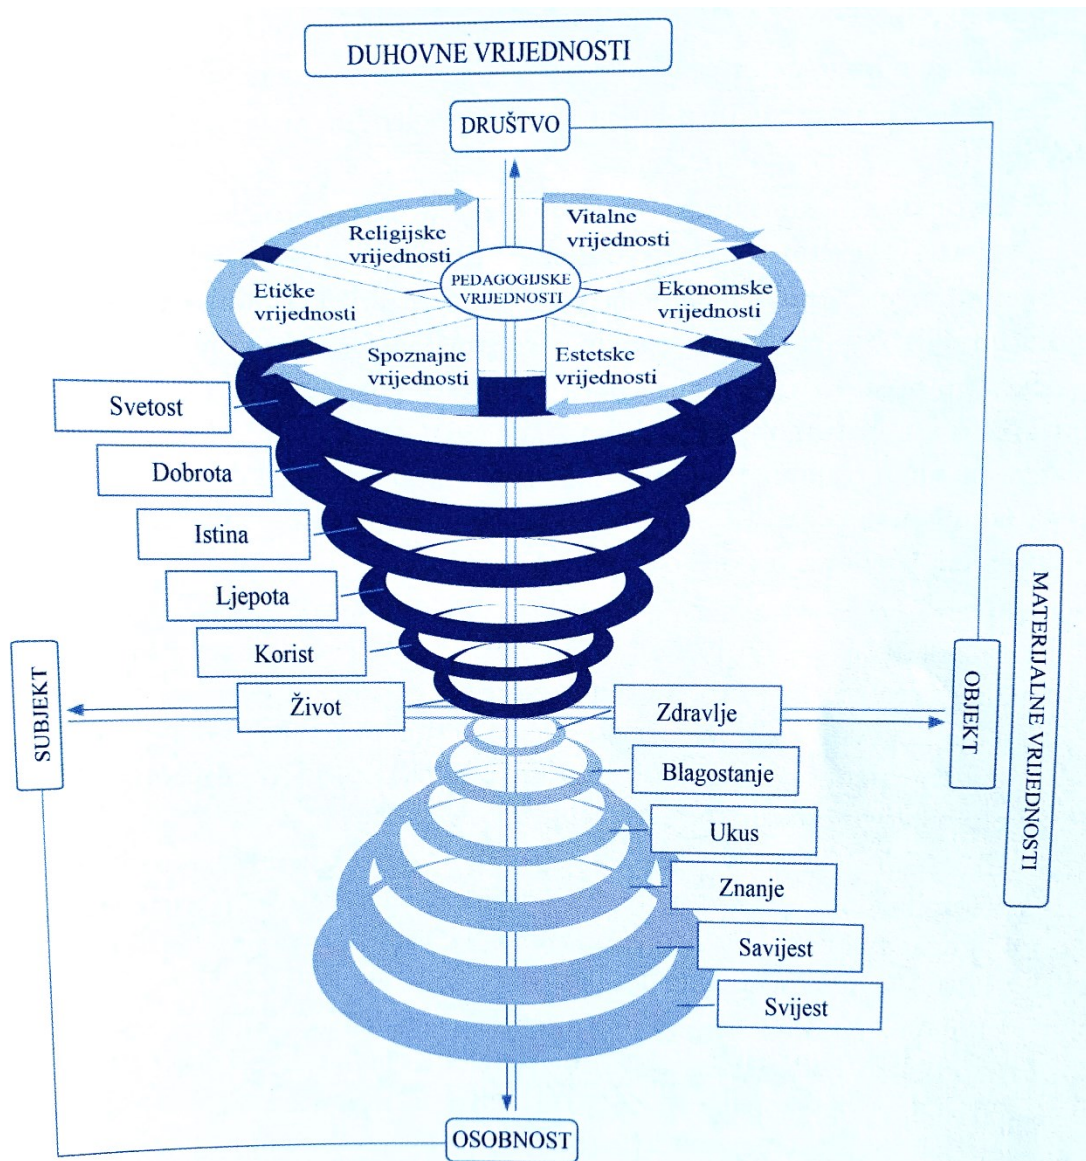 DUHOVNE VRIJEDNOSTI
DRUŠTVO
Religijske
vrijednosti
Vitalne
vrijednosti
Etičke
vrijednosti
PEDAGOGIJSKE
VRIJEDNOSTI
Ekonomske
vrijednosti
Spoznajne
vrijednosti
Estetske
vrijednosti
Svetost
Dobrota
Istina
Ljepota
Korist
Život
SUBJEKT
OBJEKT
MATERIJALNE VRIJEDNOSTI
Zdravlje
Blagostanje
Ukus
Znanje
Savijest
Svijest
OSOBNOST